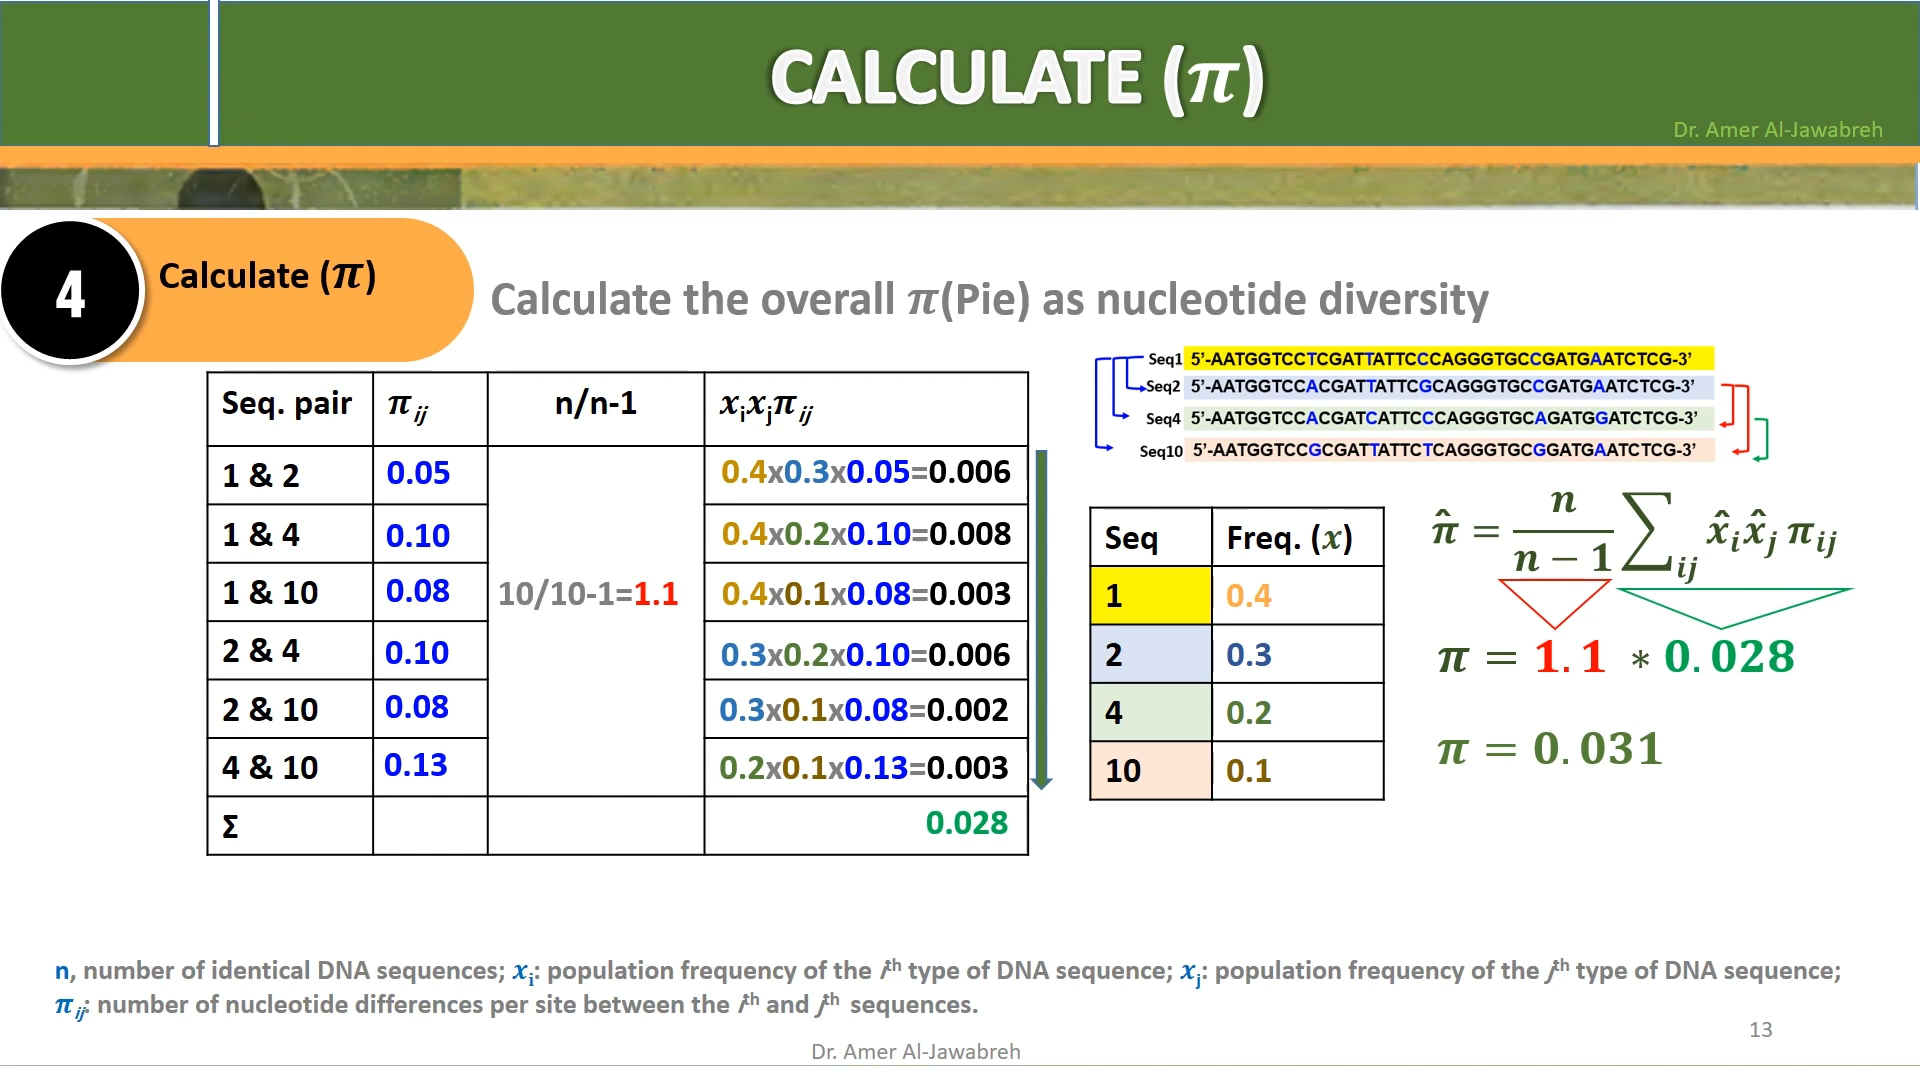 CALCULATE (π)
Dr. Amer Al-Jawabreh
4
Calculate (π)
Calculate the overall π(Pie) as nucleotide diversity
Seq1 5’-AATGGTCCTCGATTATTCCCAGGGTGCCGATGAATCTCG-3’
Seq2 5’-AATGGTCCACGATTATTCGCAGGGTGCCGATGAATCTCG-3’
Seq4 5’-AATGGTCCACGATCATTCCCAGGGTGCAGATGGATCTCG-3’
Seq10 5’-AATGGTCCGCGATTATTCTCAGGGTGCGGATGAATCTCG-3’
Seq. pair πij n/n-1 xixjπij
1 & 2 0.05 0.4x0.3x0.05=0.006
1 & 4 0.10 0.4x0.2x0.10=0.008
1 & 10 0.08 10/10-1=1.1 0.4x0.1x0.08=0.003
2 & 4 0.10 0.3x0.2x0.10=0.006
2 & 10 0.08 0.3x0.1x0.08=0.002
4 & 10 0.13 0.2x0.1x0.13=0.003
Σ 0.028
Seq Freq. (x)
1 0.4
2 0.3
4 0.2
10 0.1
π̂ = n/(n − 1) ∑ij x̂i x̂j πij
π = 1.1 * 0.028
π = 0.031
n, number of identical DNA sequences; xi: population frequency of the ith type of DNA sequence; xj: population frequency of the jth type of DNA sequence;
πij: number of nucleotide differences per site between the ith and jth sequences.
13
Dr. Amer Al-Jawabreh